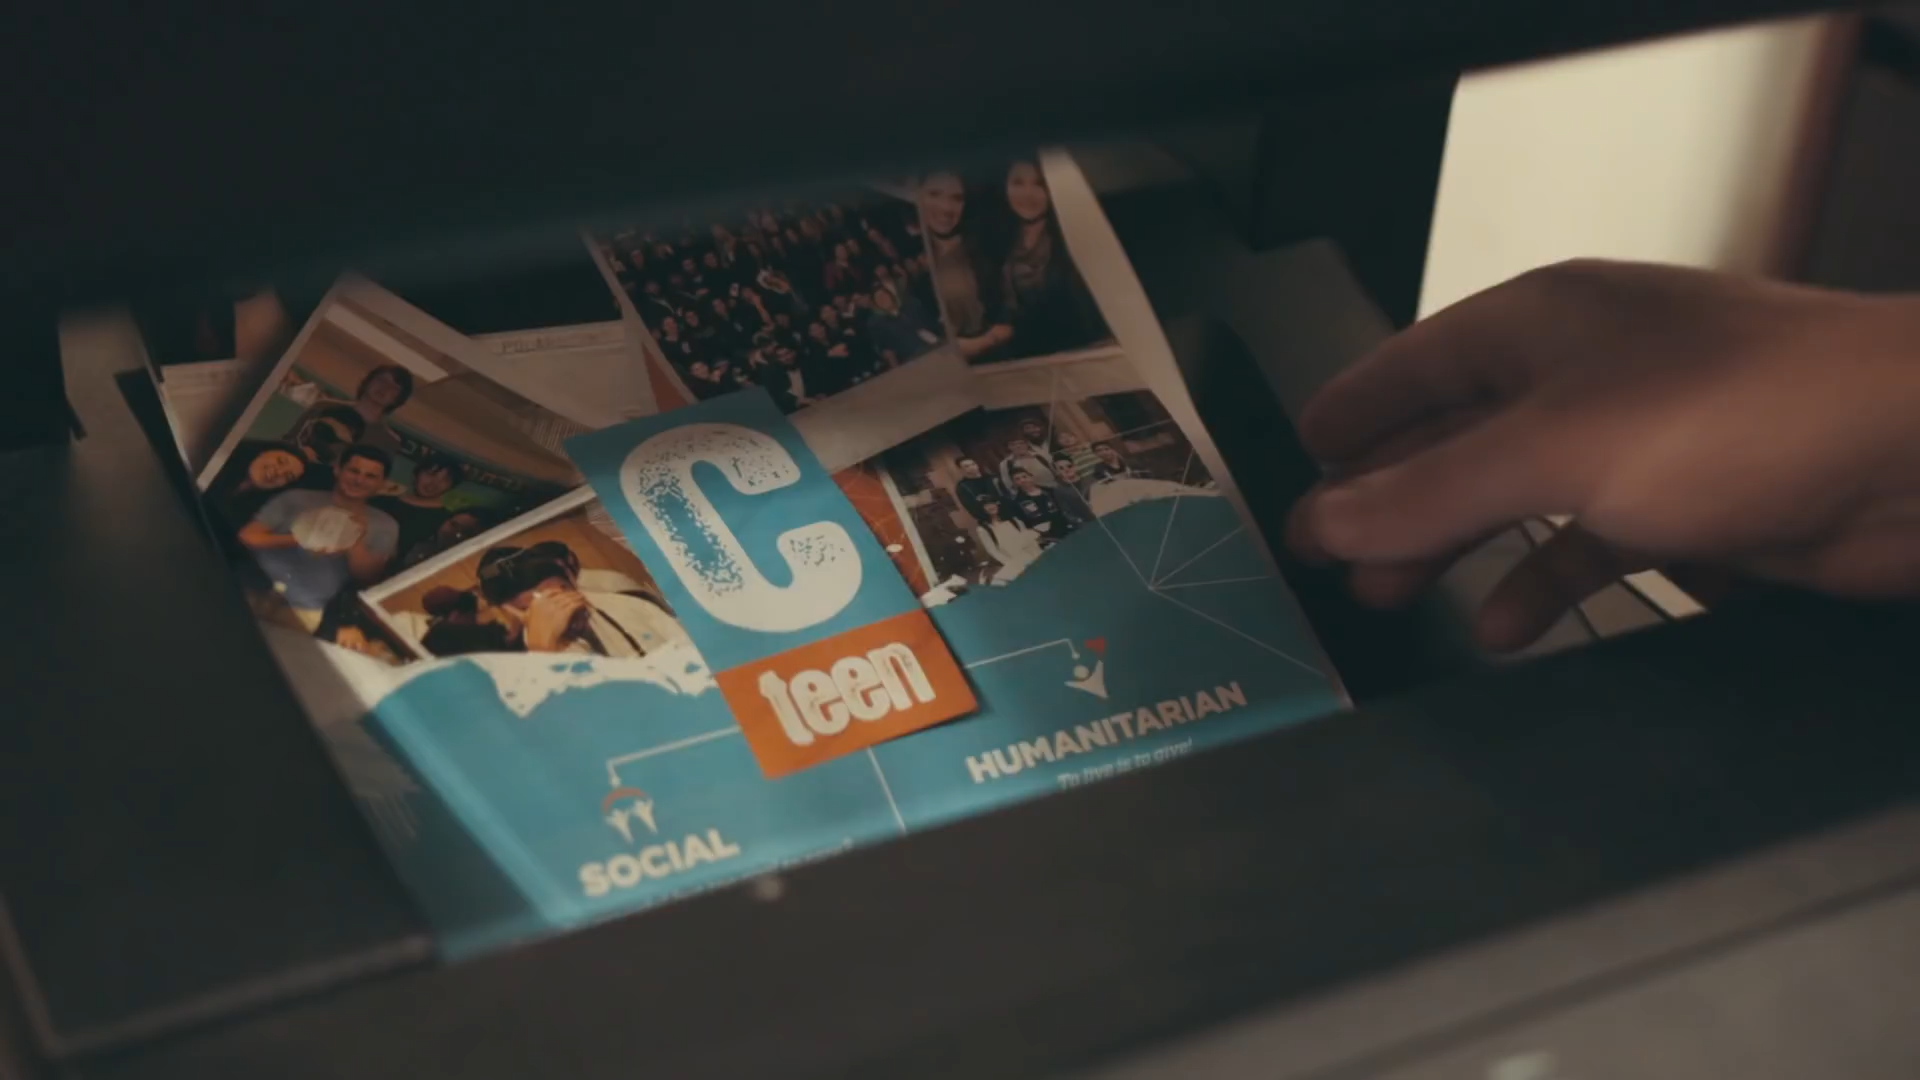 C
teen
HUMANITARIAN
To live is to give!
SOCIAL